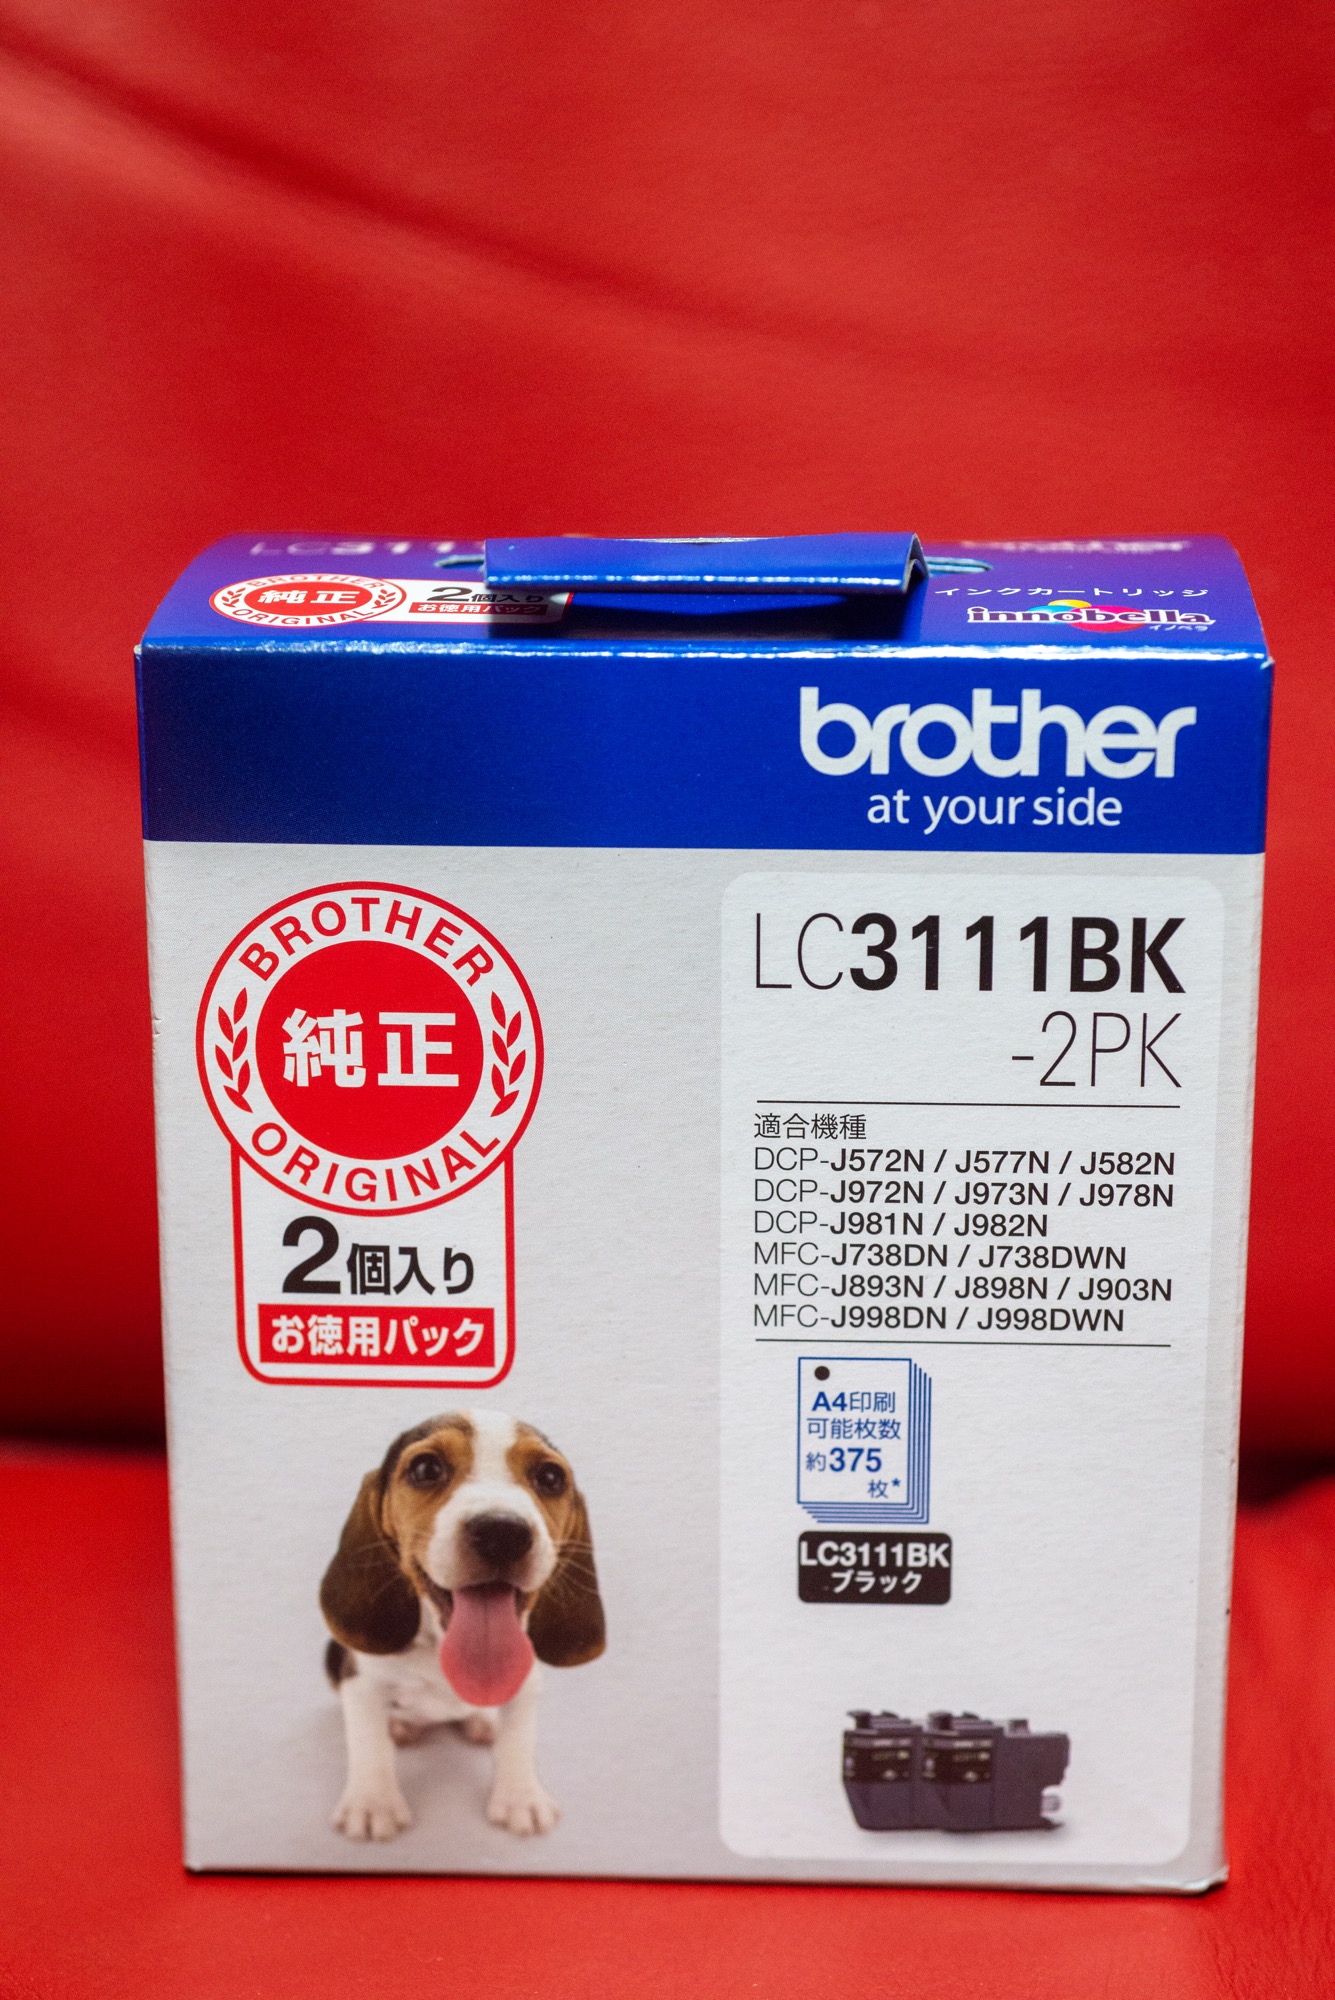 BROTHER
純正
ORIGINAL
2個入り
お徳用パック
インクカートリッジ
innobella
イノベラ
brother
at your side
BROTHER
純正
ORIGINAL
2個入り
お徳用パック
LC3111BK
-2PK
適合機種
DCP-J572N / J577N / J582N
DCP-J972N / J973N / J978N
DCP-J981N / J982N
MFC-J738DN / J738DWN
MFC-J893N / J898N / J903N
MFC-J998DN / J998DWN
A4印刷
可能枚数
約375
枚*
LC3111BK
ブラック